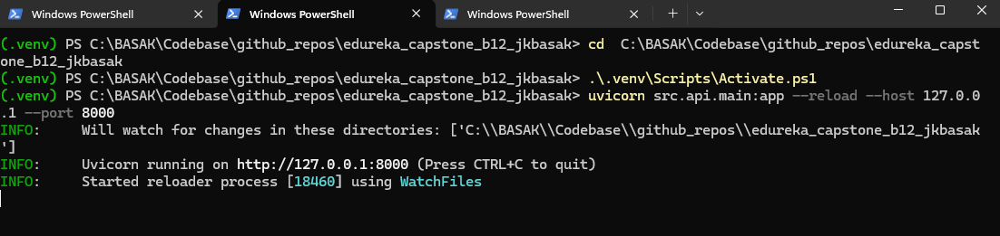 Windows PowerShell
Windows PowerShell
Windows PowerShell
(.venv) PS C:\BASAK\Codebase\github_repos\edureka_capstone_b12_jkbasak> cd  C:\BASAK\Codebase\github_repos\edureka_capst
one_b12_jkbasak
(.venv) PS C:\BASAK\Codebase\github_repos\edureka_capstone_b12_jkbasak> .\.venv\Scripts\Activate.ps1
(.venv) PS C:\BASAK\Codebase\github_repos\edureka_capstone_b12_jkbasak> uvicorn src.api.main:app --reload --host 127.0.0
.1 --port 8000
INFO:     Will watch for changes in these directories: ['C:\\BASAK\\Codebase\\github_repos\\edureka_capstone_b12_jkbasak
']
INFO:     Uvicorn running on http://127.0.0.1:8000 (Press CTRL+C to quit)
INFO:     Started reloader process [18460] using WatchFiles